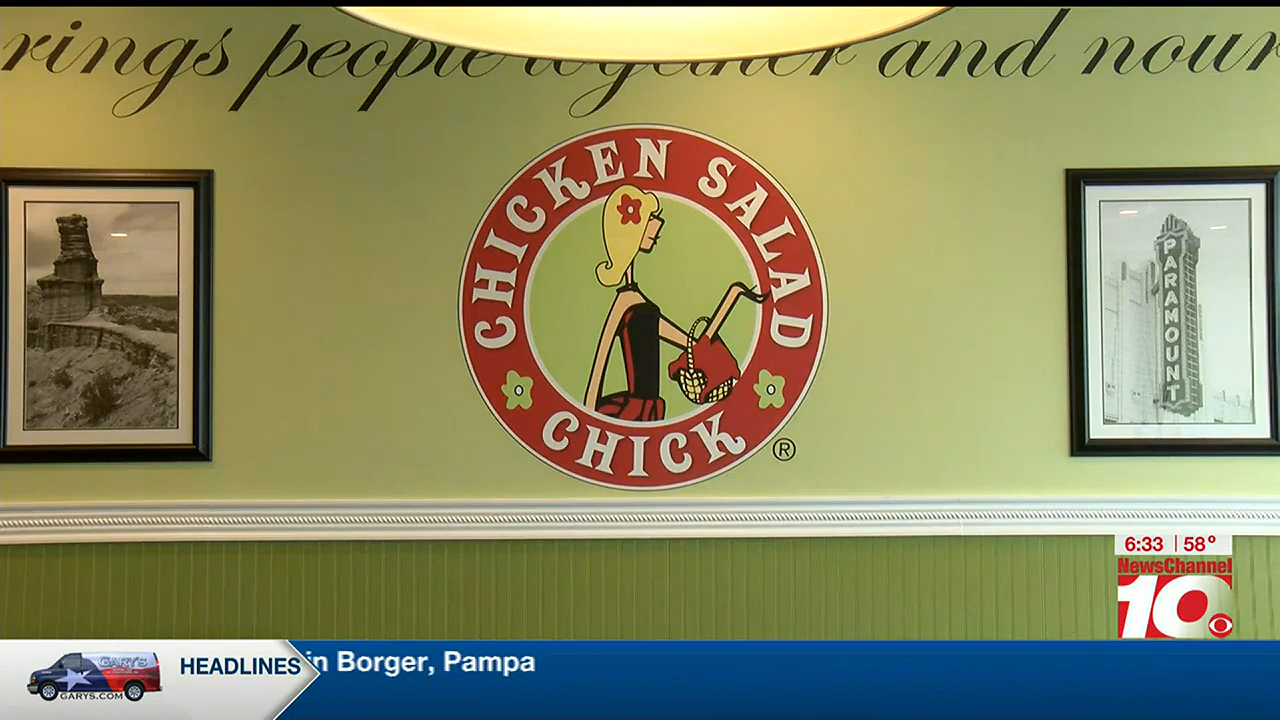 rings people together and nour
CHICKEN SALAD
CHICK
®
PARAMOUNT
6:33 | 58°
NewsChannel
10
GARY'S
GARYS.COM
HEADLINES
in Borger, Pampa